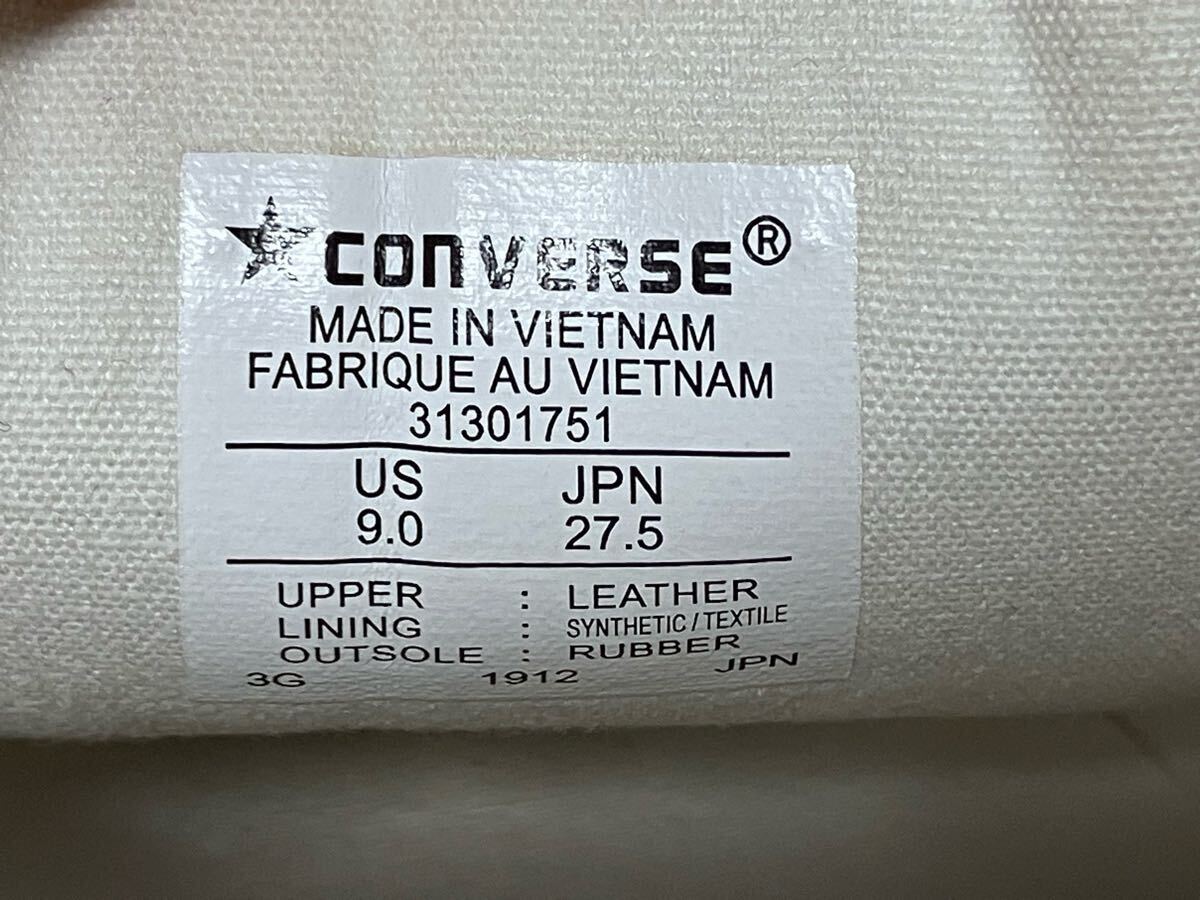 CONVERSE®
MADE IN VIETNAM
FABRIQUE AU VIETNAM
31301751
US JPN
9.0 27.5
UPPER : LEATHER
LINING : SYNTHETIC/TEXTILE
OUTSOLE : RUBBER
3G 1912 JPN